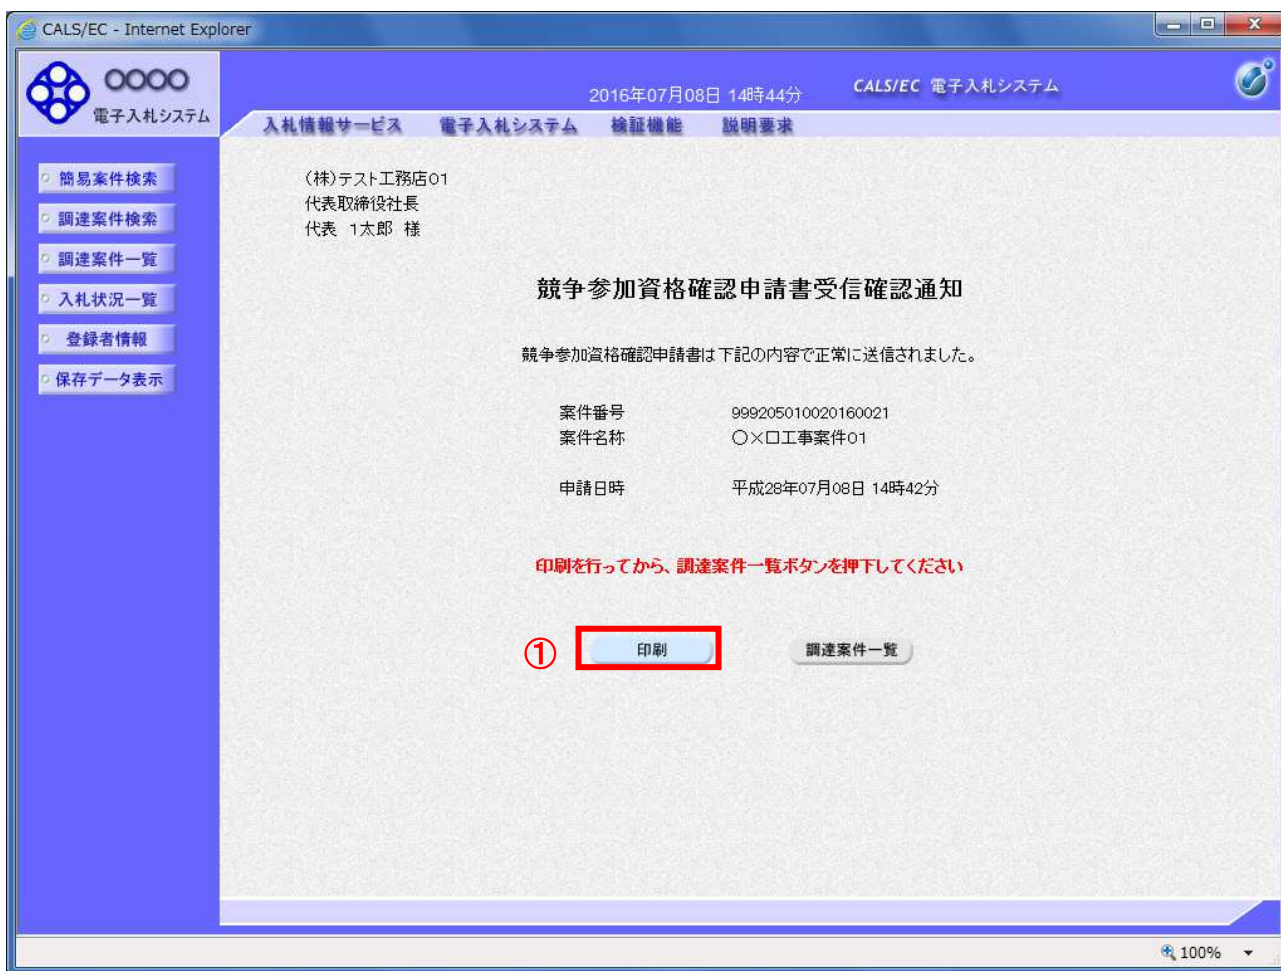 CALS/EC - Internet Explorer
○○○○
電子入札システム
2016年07月08日 14時44分
CALS/EC 電子入札システム
入札情報サービス 電子入札システム 検証機能 説明要求
簡易案件検索
調達案件検索
調達案件一覧
入札状況一覧
登録者情報
保存データ表示
(株)テスト工務店01
代表取締役社長
代表 1太郎 様
競争参加資格確認申請書受信確認通知
競争参加資格確認申請書は下記の内容で正常に送信されました。
案件番号 999205010020160021
案件名称 ○×口工事案件01
申請日時 平成28年07月08日 14時42分
印刷を行ってから、調達案件一覧ボタンを押下してください
① 印刷 調達案件一覧
100%